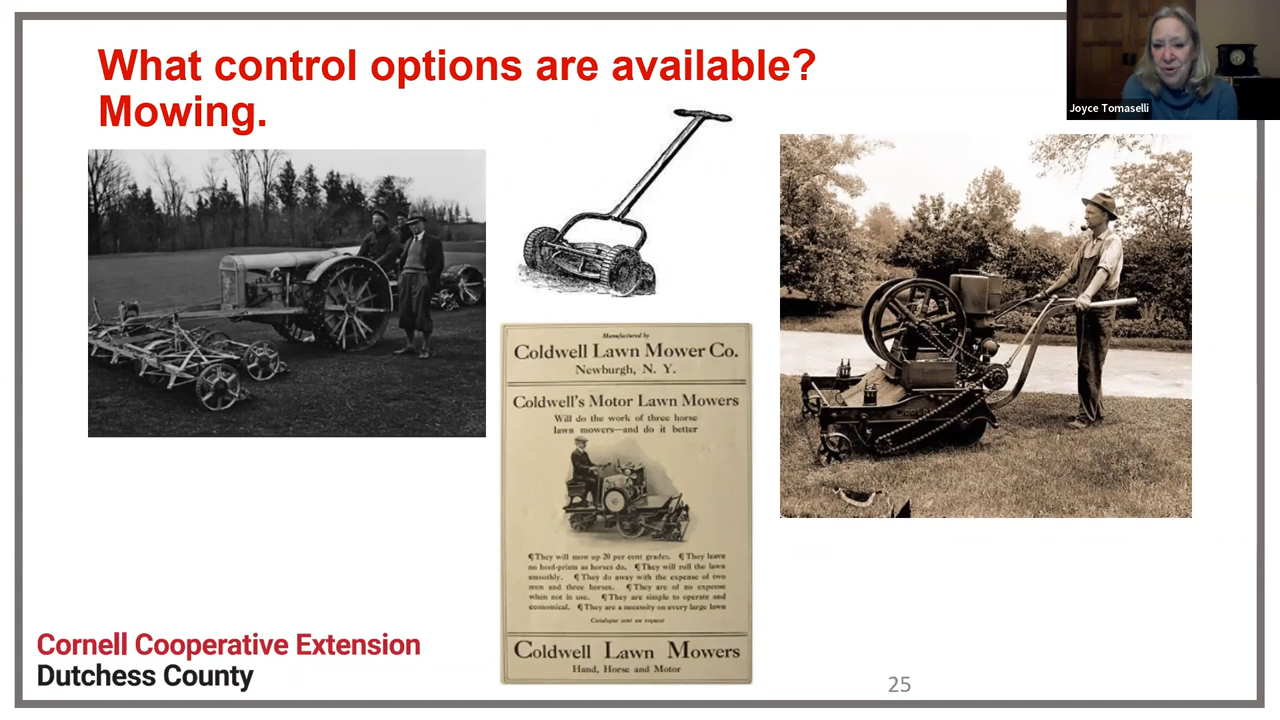 What control options are available?
Mowing.
Joyce Tomaselli
Manufactured by
Coldwell Lawn Mower Co.
Newburgh, N. Y.
Coldwell's Motor Lawn Mowers
Will do the work of three horse
lawn mowers—and do it better
¶They will mow up 20 per cent grades. ¶They leave
no hoof-prints as horses do. ¶They will roll the lawn
smoothly. ¶They do away with the expense of two
men and three horses. ¶They are of no expense
when not in use. ¶They are simple to operate and
economical. ¶They are a necessity on every large lawn
Catalogue sent on request
Coldwell Lawn Mowers
Hand, Horse and Motor
Cornell Cooperative Extension
Dutchess County
25